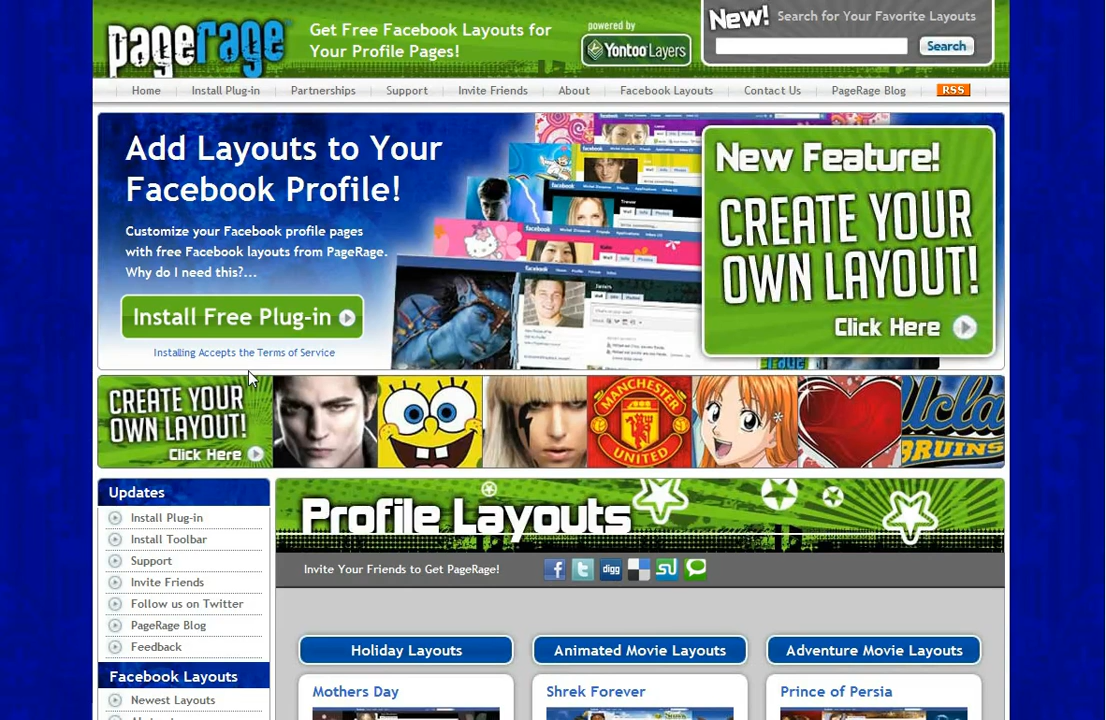 pagerage
Get Free Facebook Layouts for
Your Profile Pages!
powered by
Yontoo Layers
New!
Search for Your Favorite Layouts
Search
Home
Install Plug-in
Partnerships
Support
Invite Friends
About
Facebook Layouts
Contact Us
PageRage Blog
RSS
Add Layouts to Your
Facebook Profile!
Customize your Facebook profile pages
with free Facebook layouts from PageRage.
Why do I need this?...
Install Free Plug-in
Installing Accepts the Terms of Service
facebook
New Feature!
CREATE YOUR
OWN LAYOUT!
Click Here
CREATE YOUR
OWN LAYOUT!
Click Here
MANCHESTER
UNITED
Ucla
BRUINS
Updates
Install Plug-in
Install Toolbar
Support
Invite Friends
Follow us on Twitter
PageRage Blog
Feedback
Facebook Layouts
Newest Layouts
Profile Layouts
Invite Your Friends to Get PageRage!
digg
Holiday Layouts
Animated Movie Layouts
Adventure Movie Layouts
Mothers Day
Shrek Forever
Prince of Persia